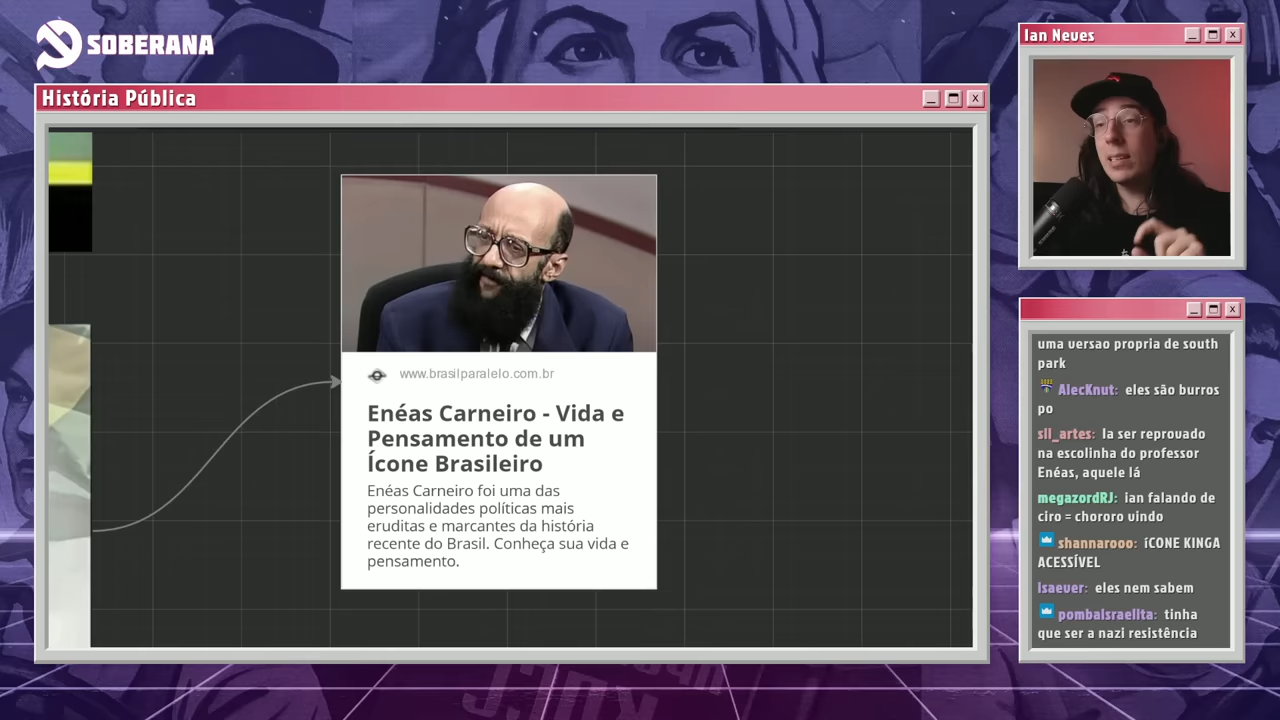 SOBERANA
História Pública
www.brasilparalelo.com.br
Enéas Carneiro - Vida e
Pensamento de um
Ícone Brasileiro
Enéas Carneiro foi uma das
personalidades políticas mais
eruditas e marcantes da história
recente do Brasil. Conheça sua vida e
pensamento.
Ian Neves
uma versao propria de south
park
AlecKnut: eles são burros
po
sll_artes: Ia ser reprovado
na escolinha do professor
Enéas, aquele lá
megazordRJ: ian falando de
ciro = chororo vindo
shannarooo: íCONE KINGA
ACESSÍVEL
Isaever: eles nem sabem
pombaisraelita: tinha
que ser a nazi resistência